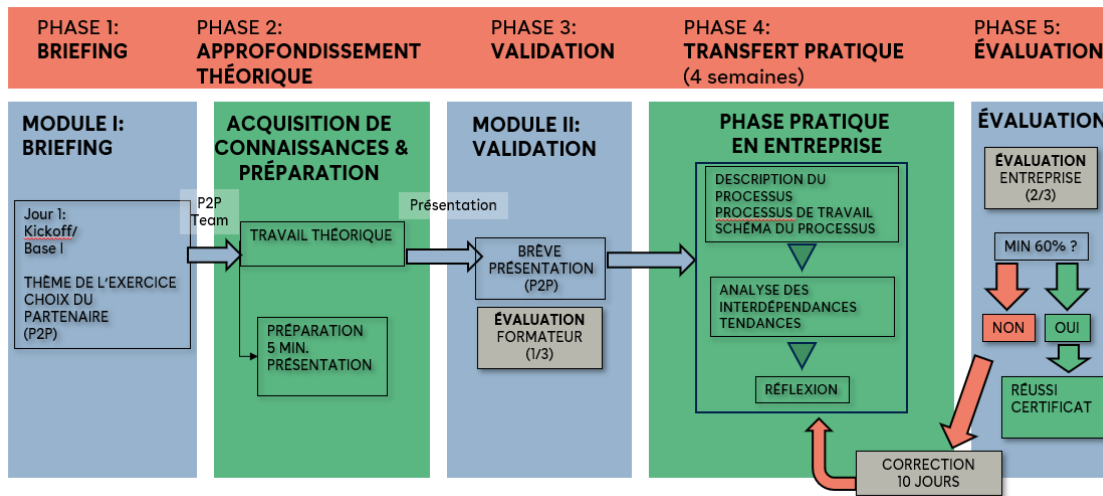 PHASE 1:
BRIEFING
PHASE 2:
APPROFONDISSEMENT
THÉORIQUE
PHASE 3:
VALIDATION
PHASE 4:
TRANSFERT PRATIQUE
(4 semaines)
PHASE 5:
ÉVALUATION
MODULE I:
BRIEFING
Jour 1:
Kickoff/
Base I
THÈME DE L'EXERCICE
CHOIX DU
PARTENAIRE
(P2P)
P2P
Team
ACQUISITION DE
CONNAISSANCES &
PRÉPARATION
TRAVAIL THÉORIQUE
PRÉPARATION
5 MIN.
PRÉSENTATION
Présentation
MODULE II:
VALIDATION
BRÈVE
PRÉSENTATION
(P2P)
ÉVALUATION
FORMATEUR
(1/3)
PHASE PRATIQUE
EN ENTREPRISE
DESCRIPTION DU
PROCESSUS
PROCESSUS DE TRAVAIL
SCHÉMA DU PROCESSUS
ANALYSE DES
INTERDÉPENDANCES
TENDANCES
RÉFLEXION
ÉVALUATION
ÉVALUATION
ENTREPRISE
(2/3)
MIN 60% ?
NON
OUI
RÉUSSI
CERTIFICAT
CORRECTION
10 JOURS